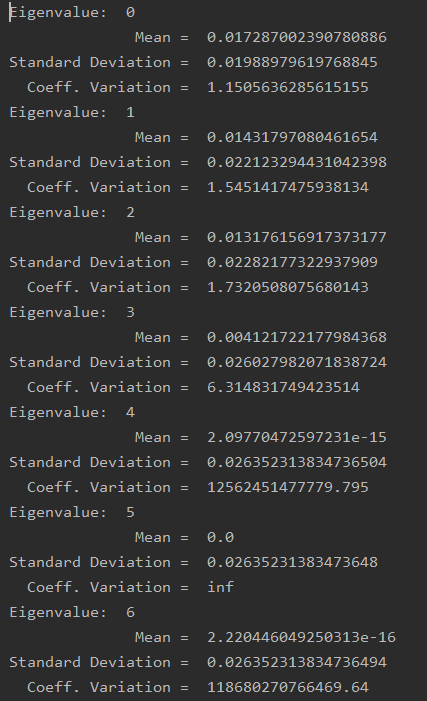 Eigenvalue:  0
Mean =  0.017287002390780886
Standard Deviation =  0.01988979619768845
Coeff. Variation =  1.1505636285615155
Eigenvalue:  1
Mean =  0.01431797080461654
Standard Deviation =  0.022123294431042398
Coeff. Variation =  1.5451417475938134
Eigenvalue:  2
Mean =  0.013176156917373177
Standard Deviation =  0.02282177322937909
Coeff. Variation =  1.7320508075680143
Eigenvalue:  3
Mean =  0.004121722177984368
Standard Deviation =  0.026027982071838724
Coeff. Variation =  6.314831749423514
Eigenvalue:  4
Mean =  2.09770472597231e-15
Standard Deviation =  0.026352313834736504
Coeff. Variation =  12562451477779.795
Eigenvalue:  5
Mean =  0.0
Standard Deviation =  0.02635231383473648
Coeff. Variation =  inf
Eigenvalue:  6
Mean =  2.220446049250313e-16
Standard Deviation =  0.026352313834736494
Coeff. Variation =  118680270766469.64